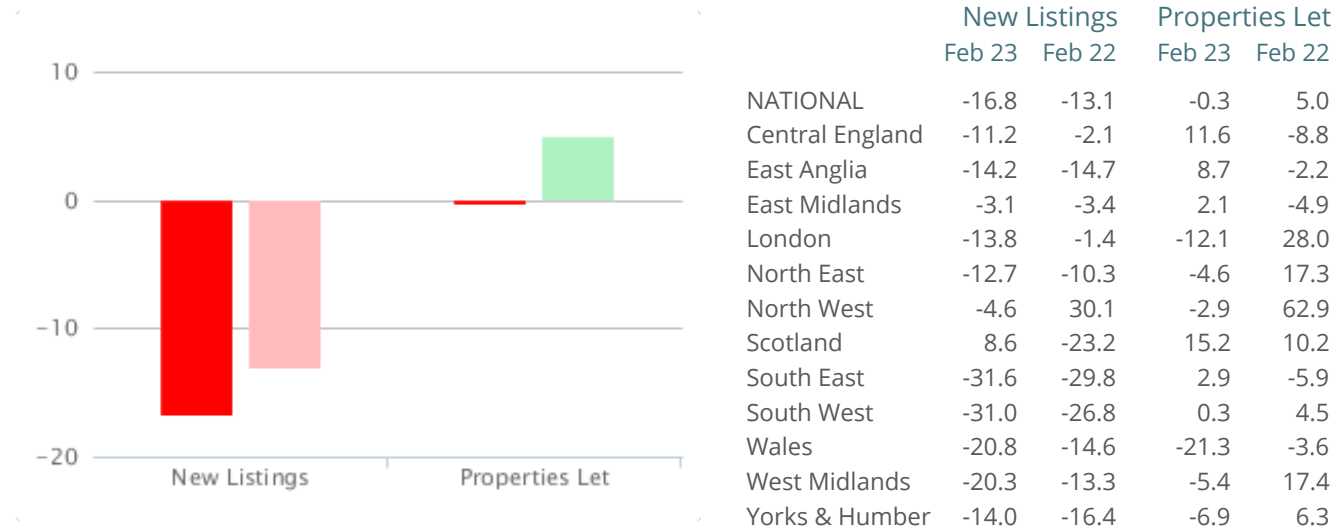 10
0
−10
−20
New Listings Properties Let
New Listings Properties Let
Feb 23 Feb 22 Feb 23 Feb 22
NATIONAL -16.8 -13.1 -0.3 5.0
Central England -11.2 -2.1 11.6 -8.8
East Anglia -14.2 -14.7 8.7 -2.2
East Midlands -3.1 -3.4 2.1 -4.9
London -13.8 -1.4 -12.1 28.0
North East -12.7 -10.3 -4.6 17.3
North West -4.6 30.1 -2.9 62.9
Scotland 8.6 -23.2 15.2 10.2
South East -31.6 -29.8 2.9 -5.9
South West -31.0 -26.8 0.3 4.5
Wales -20.8 -14.6 -21.3 -3.6
West Midlands -20.3 -13.3 -5.4 17.4
Yorks & Humber -14.0 -16.4 -6.9 6.3